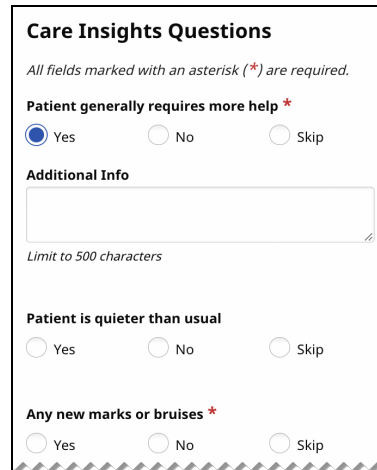 Care Insights Questions
All fields marked with an asterisk (*) are required.
Patient generally requires more help *
Yes No Skip
Additional Info
Limit to 500 characters
Patient is quieter than usual
Yes No Skip
Any new marks or bruises *
Yes No Skip